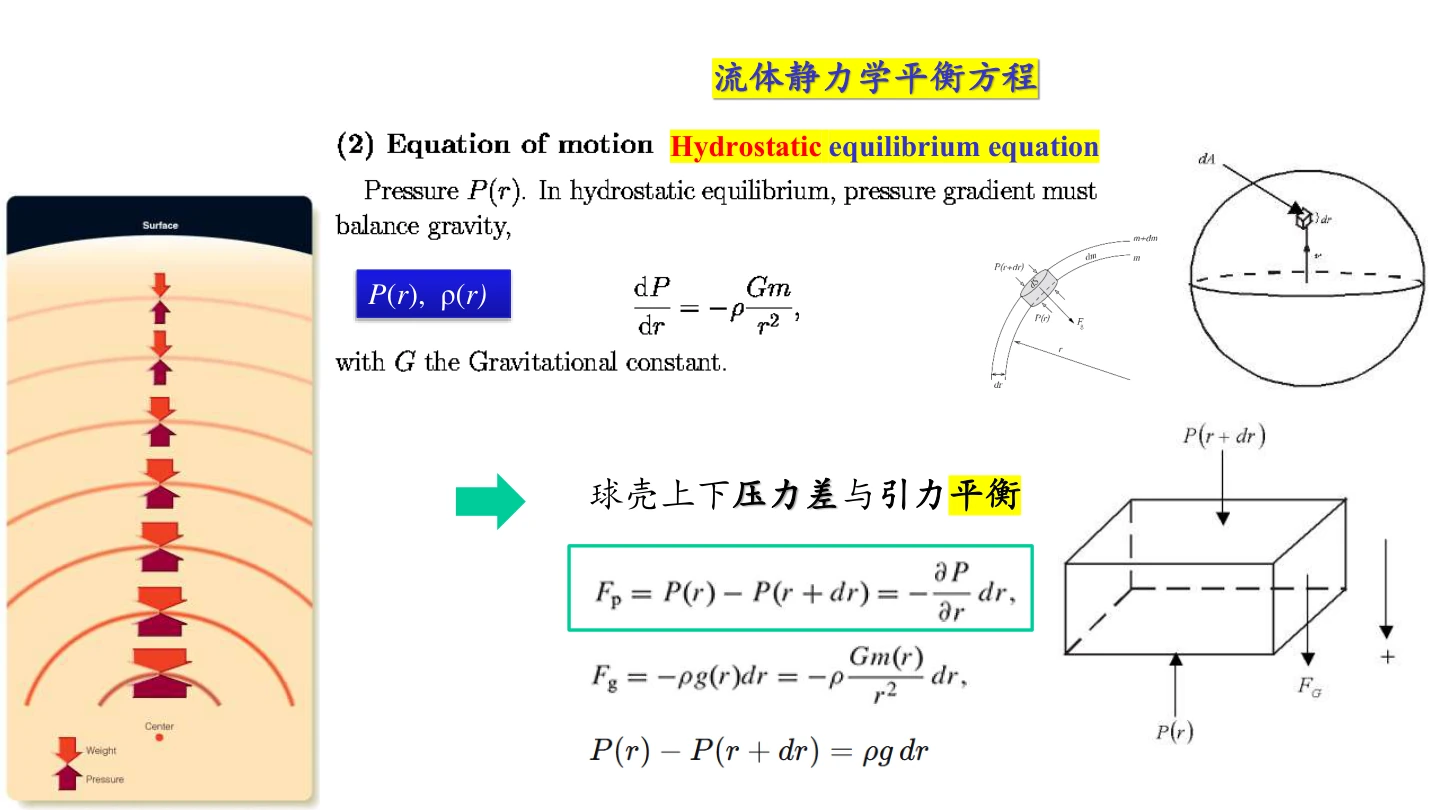 流体静力学平衡方程
(2) Equation of motion Hydrostatic equilibrium equation
Pressure P(r). In hydrostatic equilibrium, pressure gradient must
balance gravity,
P(r), ρ(r)
dP/dr = −ρ Gm/r²,
with G the Gravitational constant.
Surface
Center
Weight
Pressure
m+dm
dm
m
P(r+dr)
P(r)
F_g
r
dr
dA
dr
r
球壳上下压力差与引力平衡
F_p = P(r) − P(r + dr) = −∂P/∂r dr,
F_g = −ρg(r)dr = −ρ Gm(r)/r² dr,
P(r) − P(r + dr) = ρg dr
P(r + dr)
F_G
+
P(r)